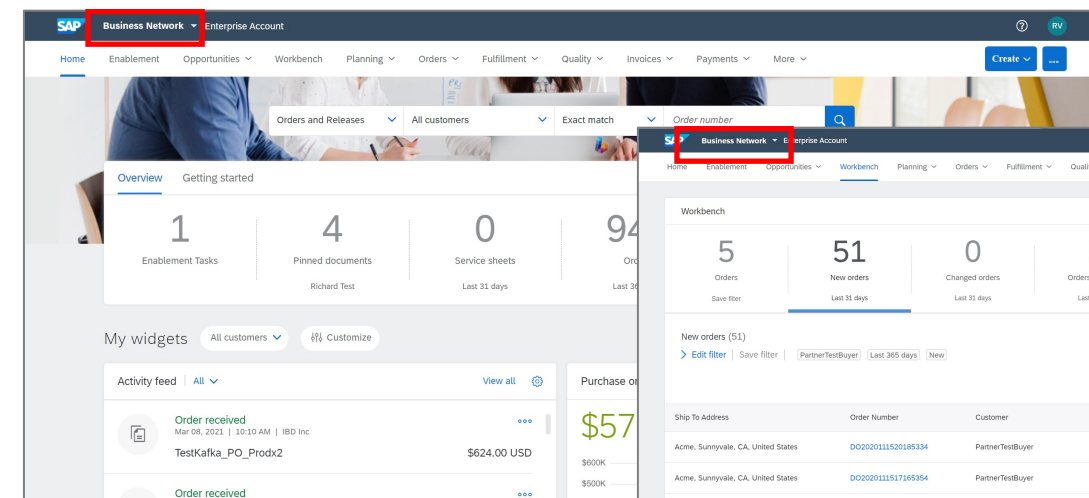 SAP Business Network Enterprise Account ? RV
Home Enablement Opportunities Workbench Planning Orders Fulfillment Quality Invoices Payments More Create ...
Orders and Releases All customers Exact match Order number
Overview Getting started
1 4 0
Enablement Tasks Pinned documents Service sheets
Richard Test Last 31 days Last
My widgets All customers Customize
Activity feed All View all
Order received
Mar 08, 2021 | 10:10 AM | IBD Inc
TestKafka_PO_Prodx2 $624.00 USD
Order received
Purchase
$57
$600K
$500K
Business Network Enterprise Account
Home Enablement Opportunities Workbench Planning Orders Fulfillment
Workbench
5 51 0
Orders New orders Changed orders Orders
Save filter Last 31 days Last 31 days
New orders (51)
Edit filter | Save filter | PartnerTestBuyer Last 365 days New
Ship To Address Order Number Customer
Acme, Sunnyvale, CA, United States DO2020111520185334 PartnerTestBuyer
Acme, Sunnyvale, CA, United States DO2020111517165354 PartnerTestBuyer